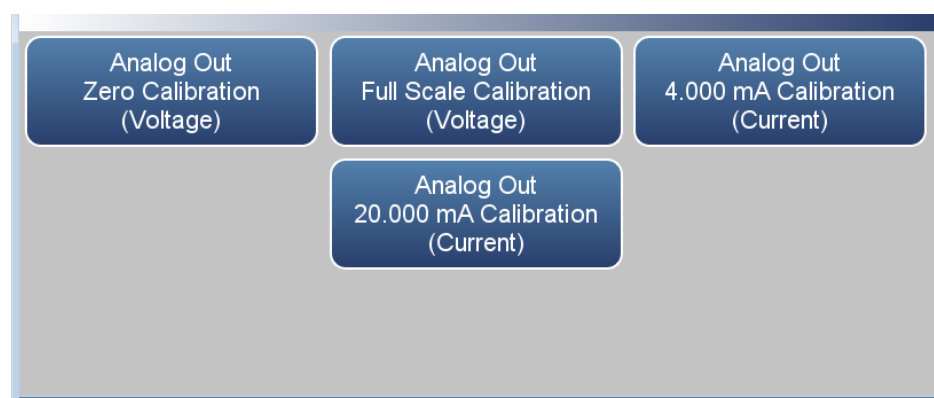 Analog Out
Zero Calibration
(Voltage)
Analog Out
Full Scale Calibration
(Voltage)
Analog Out
4.000 mA Calibration
(Current)
Analog Out
20.000 mA Calibration
(Current)